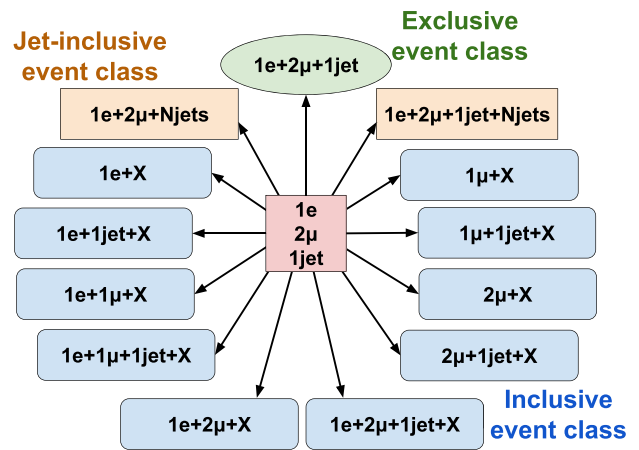 Jet-inclusive
event class
Exclusive
event class
1e+2μ+1jet
1e+2μ+Njets
1e+2μ+1jet+Njets
1e+X
1μ+X
1e
2μ
1jet
1e+1jet+X
1μ+1jet+X
1e+1μ+X
2μ+X
1e+1μ+1jet+X
2μ+1jet+X
1e+2μ+X
1e+2μ+1jet+X
Inclusive
event class